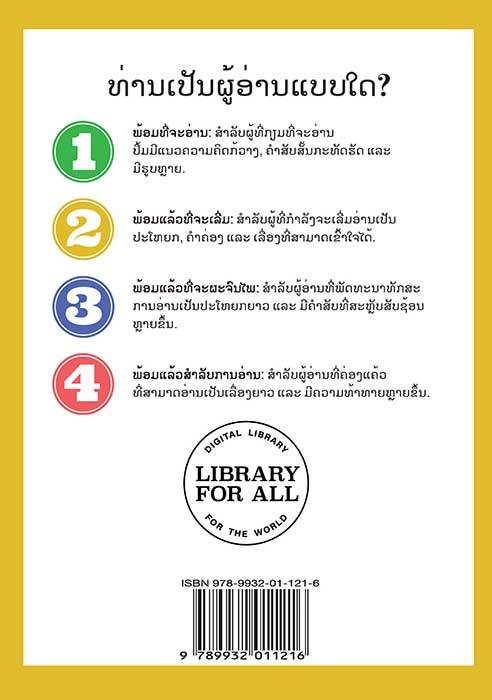 ທ່ານເປັນຜູ້ອ່ານແບບໃດ?
1
ພ້ອມທີ່ຈະອ່ານ: ສຳລັບຜູ້ທີ່ກຽມທີ່ຈະອ່ານ
ປຶ້ມມີແນວຄວາມຄິດກ້ວາງ, ຄຳສັບສັ້ນກະທັດຮັດ ແລະ
ມີຮູບຫຼາຍ.
2
ພ້ອມແລ້ວທີ່ຈະເລີ່ມ: ສຳລັບຜູ້ທີ່ກຳລັງຈະເລີ່ມອ່ານເປັນ
ປະໂຫຍກ, ຄຳຄ່ອງ ແລະ ເລື່ອງທີ່ສາມາດເຂົ້າໃຈໄດ້.
3
ພ້ອມແລ້ວທີ່ຈະຜະຈົນໄພ: ສຳລັບຜູ້ອ່ານທີ່ພັດທະນາທັກສະ
ການອ່ານເປັນປະໂຫຍກຍາວ ແລະ ມີຄຳສັບທີ່ສະຫຼັບສັບຊ້ອນ
ຫຼາຍຂຶ້ນ.
4
ພ້ອມແລ້ວສຳລັບການອ່ານ: ສຳລັບຜູ້ອ່ານທີ່ຄ່ອງແຄ້ວ
ທີ່ສາມາດອ່ານເປັນເລື່ອງຍາວ ແລະ ມີຄວາມທ້າທາຍຫຼາຍຂຶ້ນ.
DIGITAL LIBRARY
LIBRARY
FOR ALL
FOR THE WORLD
ISBN 978-9932-01-121-6
9 789932 011216